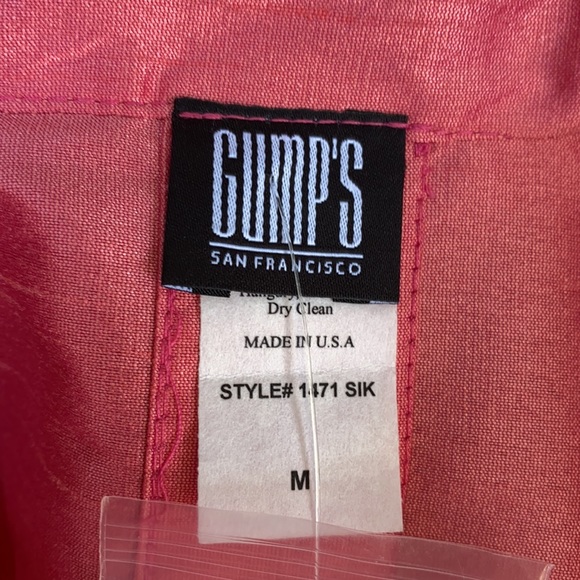 GUMP'S
SAN FRANCISCO
Dry Clean
MADE IN U.S.A
STYLE# 1471 SIK
M